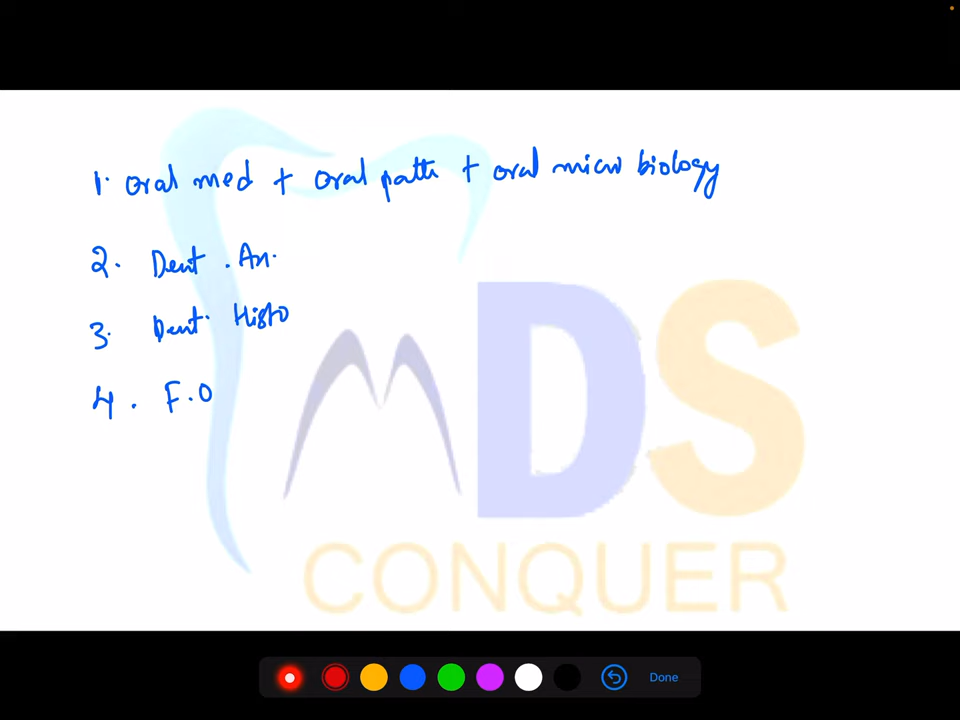 1. oral med + oral path + oral micro biology
2. Dent. An.
3. Dent. Histo
4. F.O
MDS
CONQUER
Done